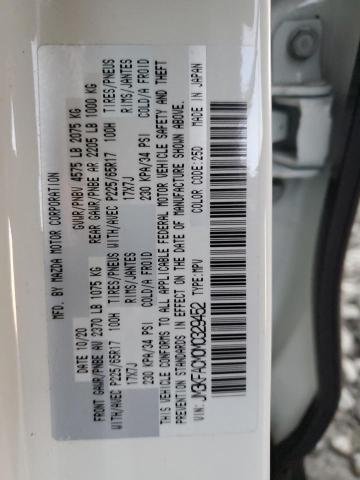 MFD. BY MAZDA MOTOR CORPORATION
10/20 GVWR/PNBV 4575 LB 2075 KG
FRONT GAWR/PNBE AV 2370 LB 1075 KG REAR GAWR/PNBE AR 2205 LB 1000 KG
WITH/AVEC P225/65R17 100H TIRES/PNEUS WITH/AVEC P225/65R17 100H TIRES/PNEUS
17X7J RIMS/JANTES 17X7J RIMS/JANTES
230 KPA/34 PSI COLD/A FROID 230 KPA/34 PSI COLD/A FROID
THIS VEHICLE CONFORMS TO ALL APPLICABLE FEDERAL MOTOR VEHICLE SAFETY AND THEFT
PREVENTION STANDARDS IN EFFECT ON THE DATE OF MANUFACTURE SHOWN ABOVE.
VIN: JM3KFACM0M0329452 TYPE:MPV COLOR CODE:25D MADE IN JAPAN